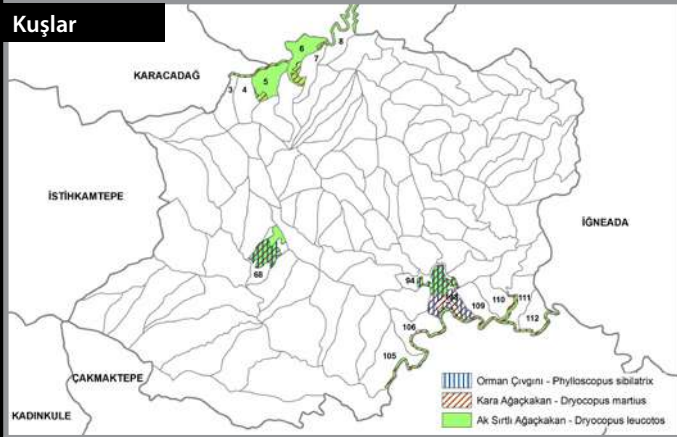 Kuşlar
8
6
7
KARACADAĞ
5
3 4
İSTİHKAMTEPE
İĞNEADA
68
94
110 111
109
112
106
105
ÇAKMAKTEPE
KADINKULE
Orman Çıvgını - Phylloscopus sibilatrix
Kara Ağaçkakan - Dryocopus martius
Ak Sırtlı Ağaçkakan - Dryocopus leucotos